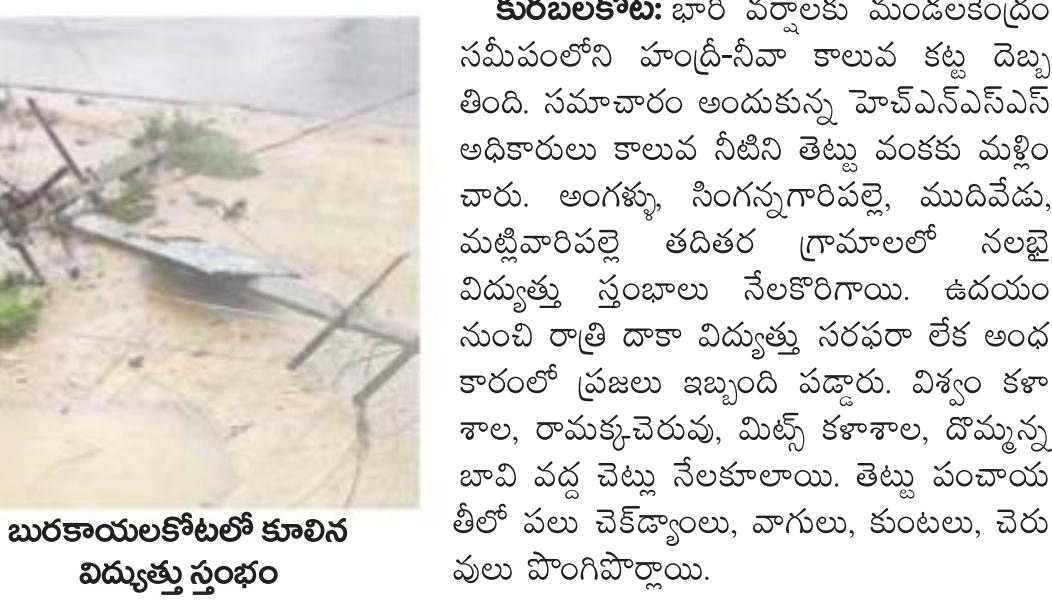 కురబలకోట: భారీ వర్షాలకు మండలకేంద్రం
సమీపంలోని హంద్రీ-నీవా కాలువ కట్ట దెబ్బ
తింది. సమాచారం అందుకున్న హెచ్ఎన్ఎస్ఎస్
అధికారులు కాలువ నీటిని తెట్టు వంకకు మళ్లిం
చారు. అంగళ్ళు, సింగన్నగారిపల్లె, ముదివేడు,
మట్లివారిపల్లె తదితర గ్రామాలలో నలభై
విద్యుత్తు స్తంభాలు నేలకొరిగాయి. ఉదయం
నుంచి రాత్రి దాకా విద్యుత్తు సరఫరా లేక అంధ
కారంలో ప్రజలు ఇబ్బంది పడ్డారు. విశ్వం కళా
శాల, రామక్కచెరువు, మిట్స్ కళాశాల, దొమ్మన్న
బావి వద్ద చెట్లు నేలకూలాయి. తెట్టు పంచాయ
తీలో పలు చెక్‌డ్యాంలు, వాగులు, కుంటలు, చెరు
వులు పొంగిపొర్లాయి.
బురకాయలకోటలో కూలిన
విద్యుత్తు స్తంభం